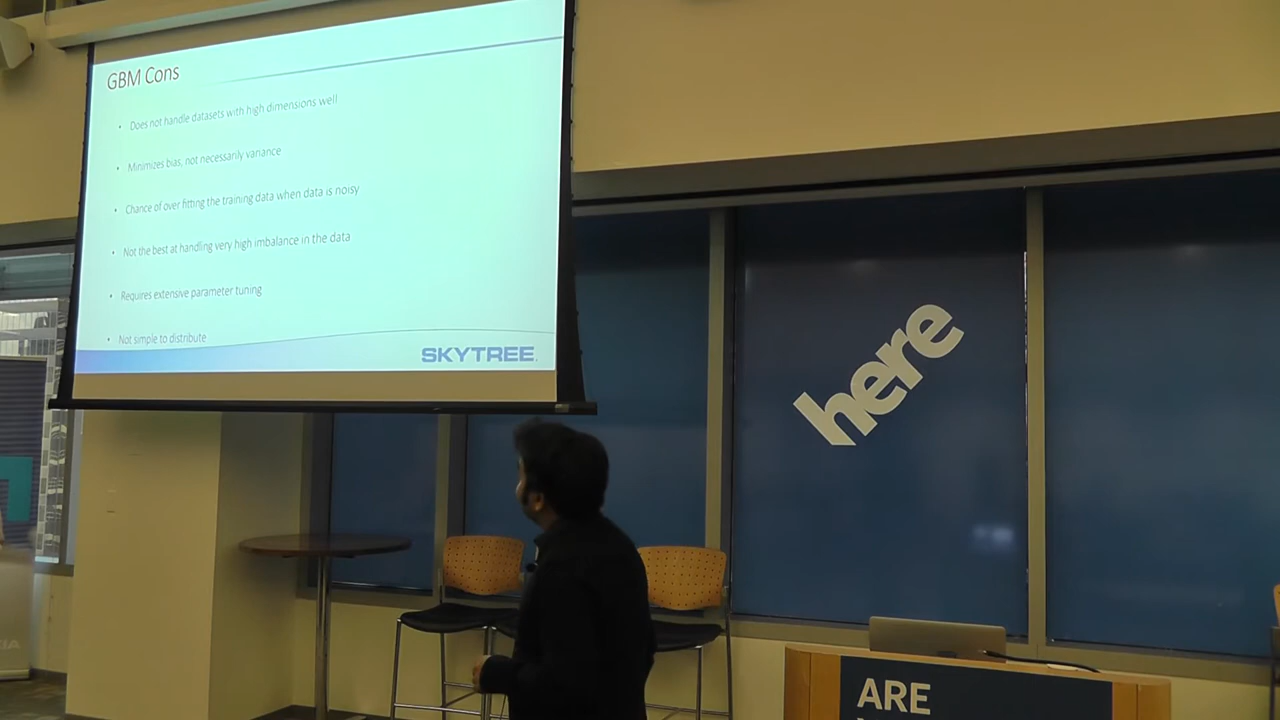 GBM Cons
• Does not handle datasets with high dimensions well
• Minimizes bias, not necessarily variance
• Chance of over fitting the training data when data is noisy
• Not the best at handling very high imbalance in the data
• Requires extensive parameter tuning
• Not simple to distribute
SKYTREE
here
ARE